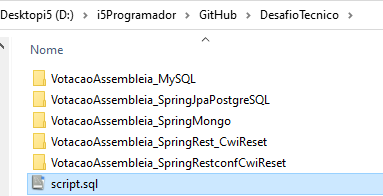 Desktopi5 (D:) > i5Programador > GitHub > DesafioTecnico >
Nome
VotacaoAssembleia_MySQL
VotacaoAssembleia_SpringJpaPostgreSQL
VotacaoAssembleia_SpringMongo
VotacaoAssembleia_SpringRest_CwiReset
VotacaoAssembleia_SpringRestconfCwiReset
script.sql